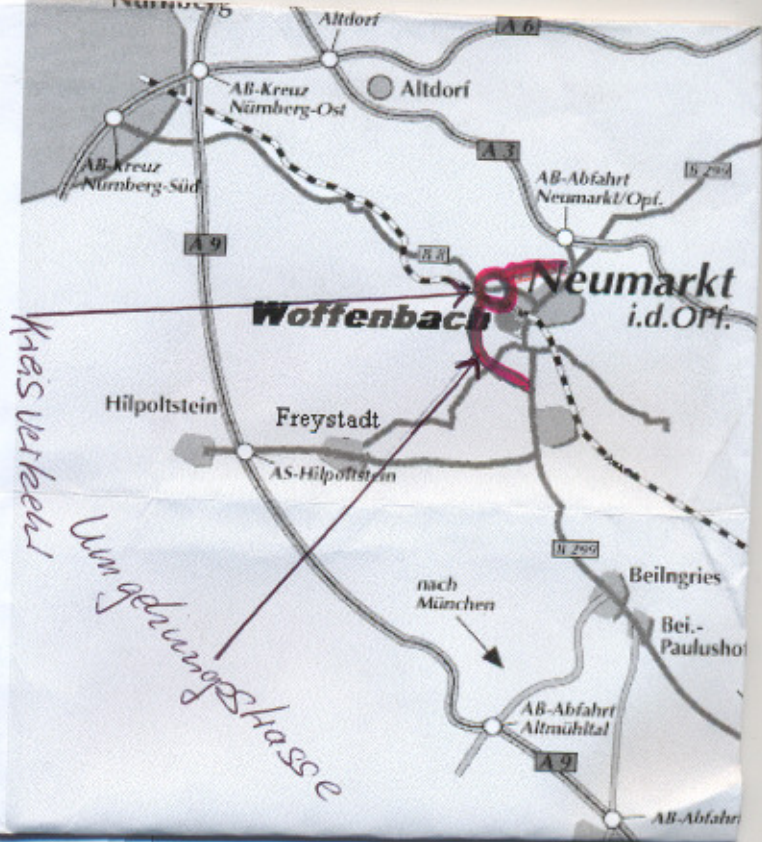 Nürnberg
Altdorf
A 6
AB-Kreuz
Nürnberg-Ost
Altdorf
A 3
AB-Kreuz
Nürnberg-Süd
AB-Abfahrt
Neumarkt/Opf.
B 299
A 9
B 8
Neumarkt
i.d.OPf.
Woffenbach
Kreisverkehr
Hilpoltstein
Freystadt
AS-Hilpoltstein
Umgehungsstrasse
B 299
nach
München
Beilngries
Bei.-
Paulushof
AB-Abfahrt
Altmühltal
A 9
AB-Abfahr